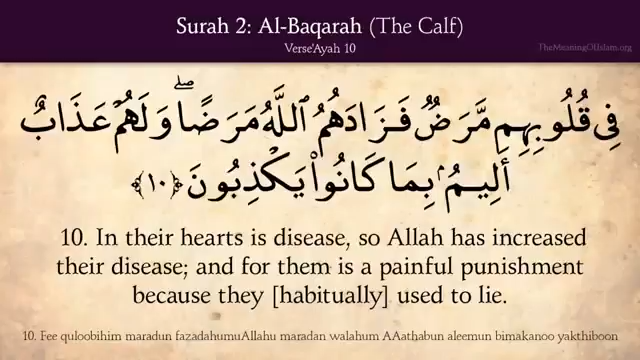 Surah 2: Al-Baqarah (The Calf)
Verse'Ayah 10
TheMeaningOfIslam.org
فِي قُلُوبِهِم مَّرَضٌ فَزَادَهُمُ ٱللَّهُ مَرَضًا ۖ وَلَهُمْ عَذَابٌ
أَلِيمٌۢ بِمَا كَانُوا۟ يَكْذِبُونَ ﴿١٠﴾
10. In their hearts is disease, so Allah has increased
their disease; and for them is a painful punishment
because they [habitually] used to lie.
10. Fee quloobihim maradun fazadahumuAllahu maradan walahum AAathabun aleemun bimakanoo yakthiboon